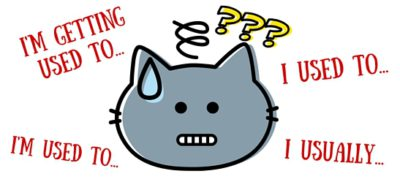 I'M GETTING
USED TO...
???
I USED TO...
I'M USED TO...
I USUALLY...